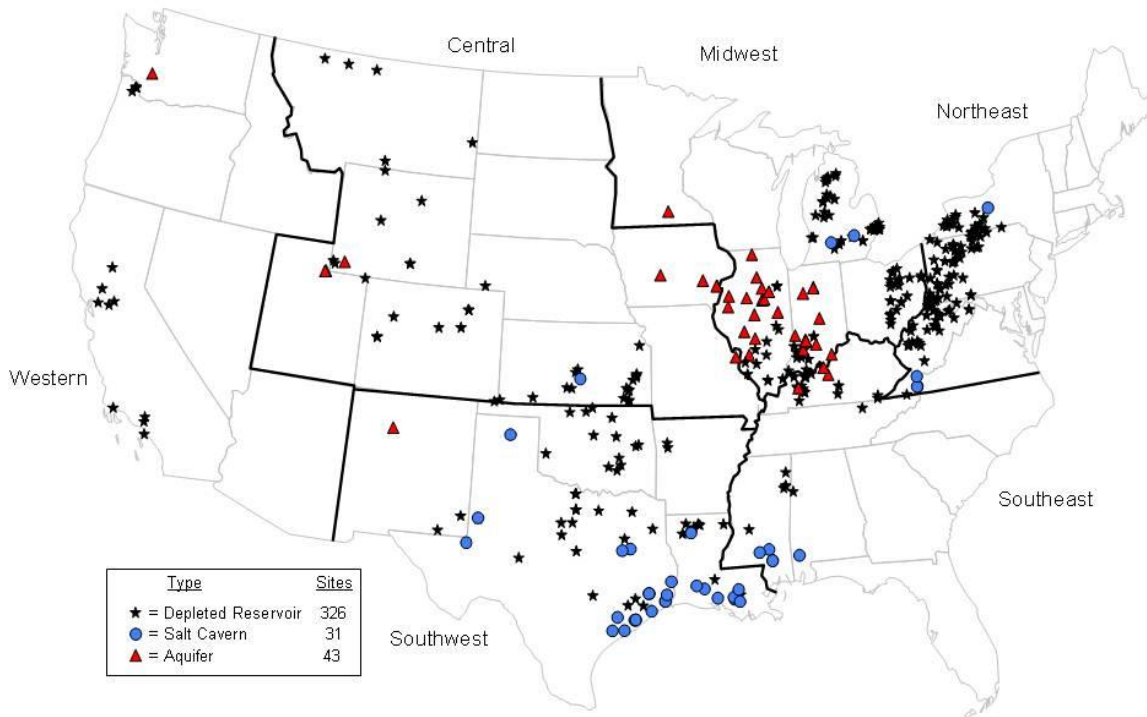 Central
Midwest
Northeast
Western
Southeast
Southwest
Type Sites
= Depleted Reservoir 326
= Salt Cavern 31
= Aquifer 43